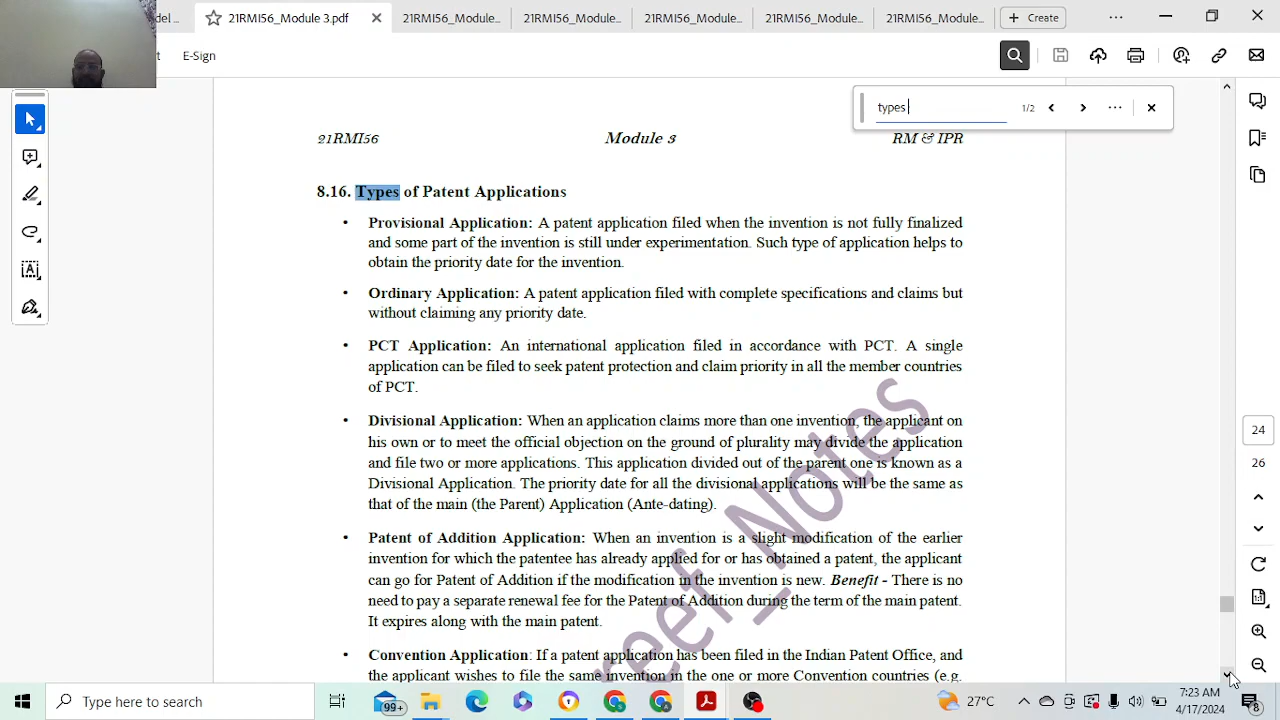 del
21RMI56_Module 3.pdf
21RMI56_Module...
21RMI56_Module...
21RMI56_Module...
21RMI56_Module...
21RMI56_Module...
Create
E-Sign
types
1/2
21RMI56
Module 3
RM & IPR
8.16. Types of Patent Applications
• Provisional Application: A patent application filed when the invention is not fully finalized
and some part of the invention is still under experimentation. Such type of application helps to
obtain the priority date for the invention.
• Ordinary Application: A patent application filed with complete specifications and claims but
without claiming any priority date.
• PCT Application: An international application filed in accordance with PCT. A single
application can be filed to seek patent protection and claim priority in all the member countries
of PCT.
• Divisional Application: When an application claims more than one invention, the applicant on
his own or to meet the official objection on the ground of plurality may divide the application
and file two or more applications. This application divided out of the parent one is known as a
Divisional Application. The priority date for all the divisional applications will be the same as
that of the main (the Parent) Application (Ante-dating).
• Patent of Addition Application: When an invention is a slight modification of the earlier
invention for which the patentee has already applied for or has obtained a patent, the applicant
can go for Patent of Addition if the modification in the invention is new. Benefit - There is no
need to pay a separate renewal fee for the Patent of Addition during the term of the main patent.
It expires along with the main patent.
• Convention Application: If a patent application has been filed in the Indian Patent Office, and
the applicant wishes to file the same invention in the one or more Convention countries (e.g.
reef_Notes
24
26
Type here to search
99+
27°C
7:23 AM
4/17/2024
8